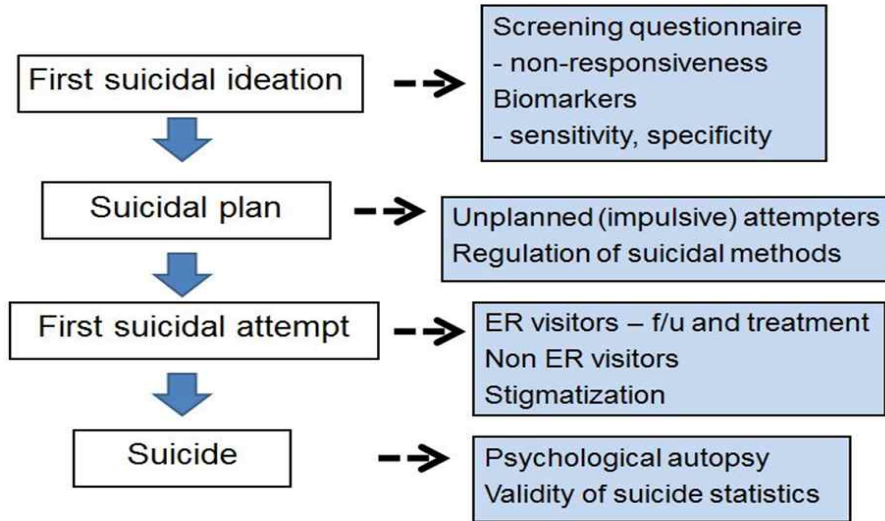 First suicidal ideation
Screening questionnaire
- non-responsiveness
Biomarkers
- sensitivity, specificity
Suicidal plan
Unplanned (impulsive) attempters
Regulation of suicidal methods
First suicidal attempt
ER visitors – f/u and treatment
Non ER visitors
Stigmatization
Suicide
Psychological autopsy
Validity of suicide statistics